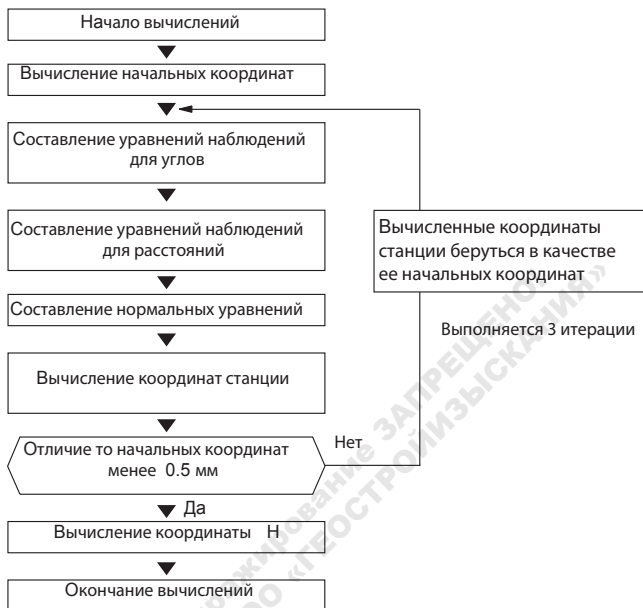 Начало вычислений
Вычисление начальных координат
Составление уравнений наблюдений
для углов
Составление уравнений наблюдений
для расстояний
Составление нормальных уравнений
Вычисление координат станции
Отличие то начальных координат
менее 0.5 мм
Нет
Да
Вычисление координаты Н
Окончание вычислений
Вычисленные координаты
станции беруться в качестве
ее начальных координат
Выполняется 3 итерации
ЗАПРЕЩЕНО.
«ГЕОСТРОЙИЗЫСКАНИЯ»